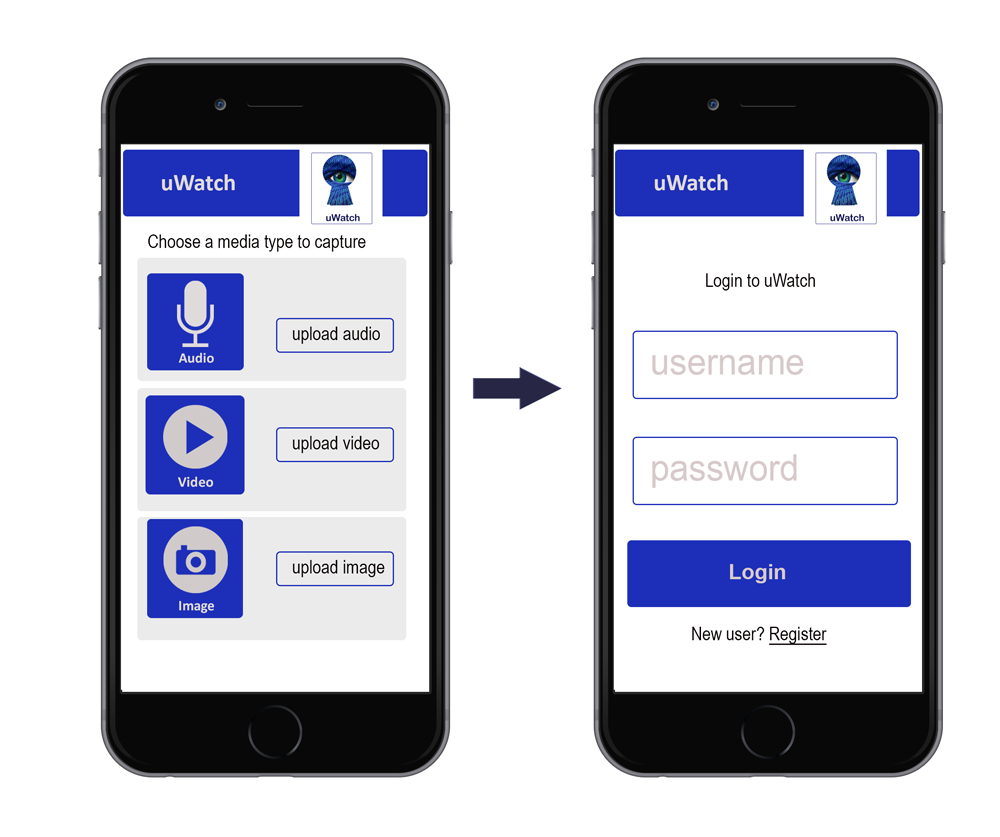 uWatch
uWatch
Choose a media type to capture
Audio
upload audio
Video
upload video
Image
upload image
uWatch
uWatch
Login to uWatch
username
password
Login
New user? Register